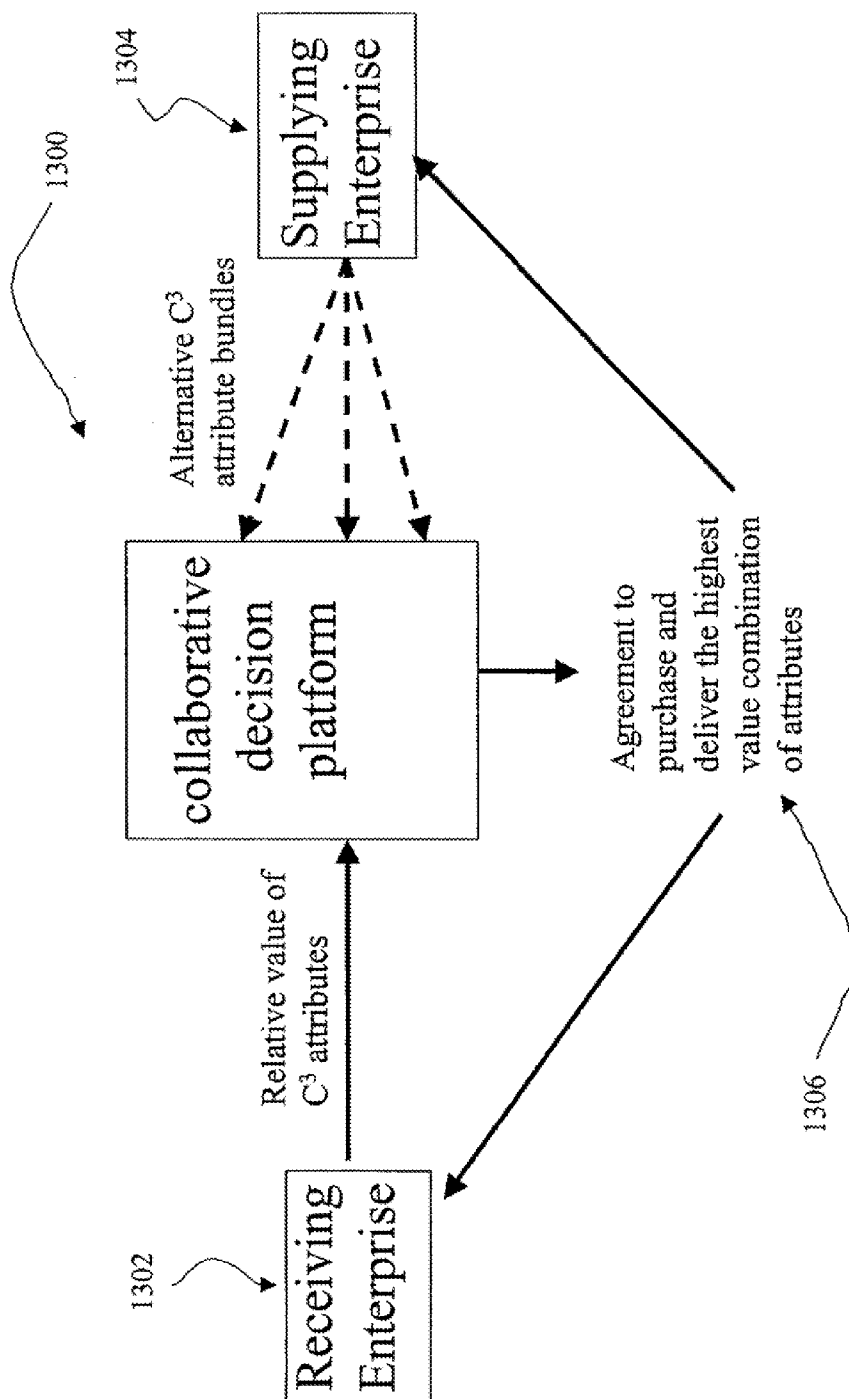 1300
1304
Supplying
Enterprise
Alternative C³
attribute bundles
collaborative
decision
platform
Relative value of
C³ attributes
1302
Receiving
Enterprise
Agreement to
purchase and
deliver the highest
value combination
of attributes
1306